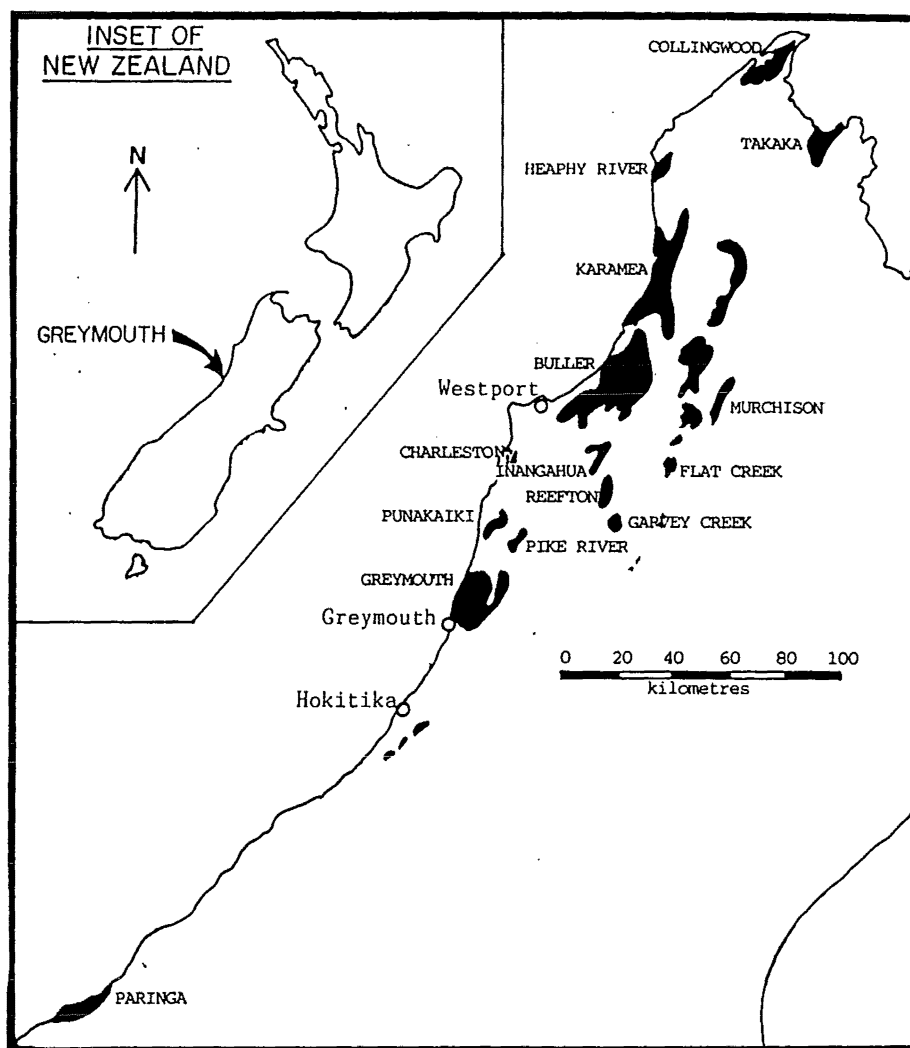 INSET OF
NEW ZEALAND
N
GREYMOUTH
COLLINGWOOD
TAKAKA
HEAPHY RIVER
KARAMEA
BULLER
Westport
MURCHISON
CHARLESTON
INANGAHUA
FLAT CREEK
REEFTON
PUNAKAIKI
GARVEY CREEK
PIKE RIVER
GREYMOUTH
Greymouth
0 20 40 60 80 100
kilometres
Hokitika
PARINGA